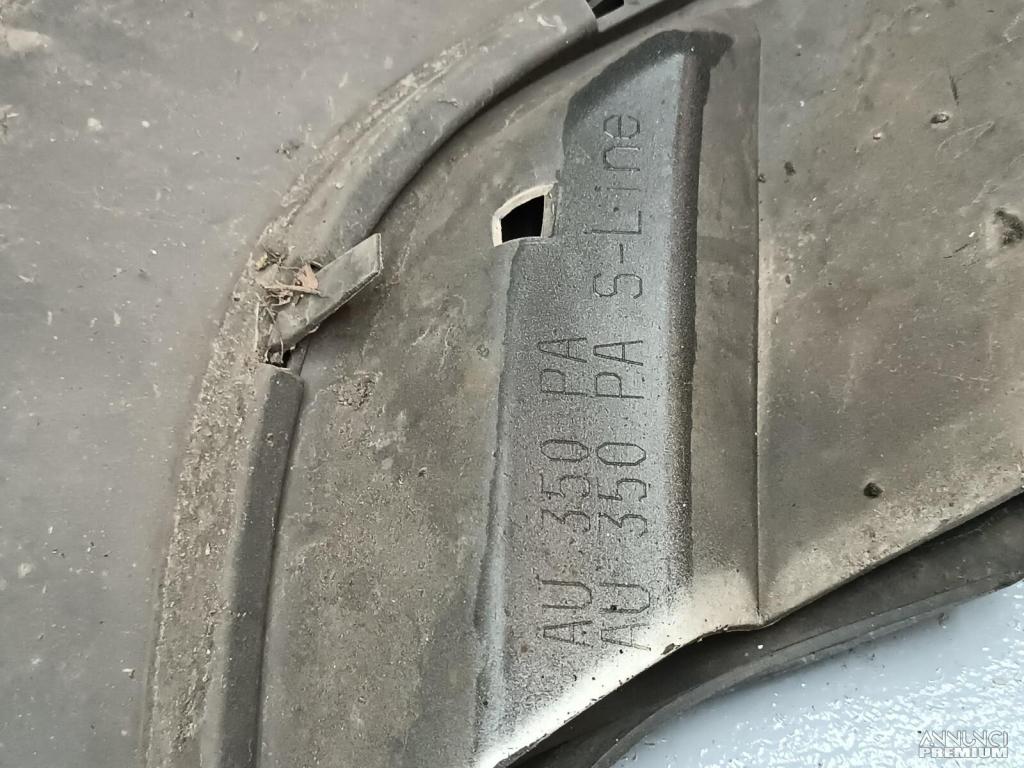 AU 350 PA
AU 350 PA S-Line
ANNUNCI
PREMIUM